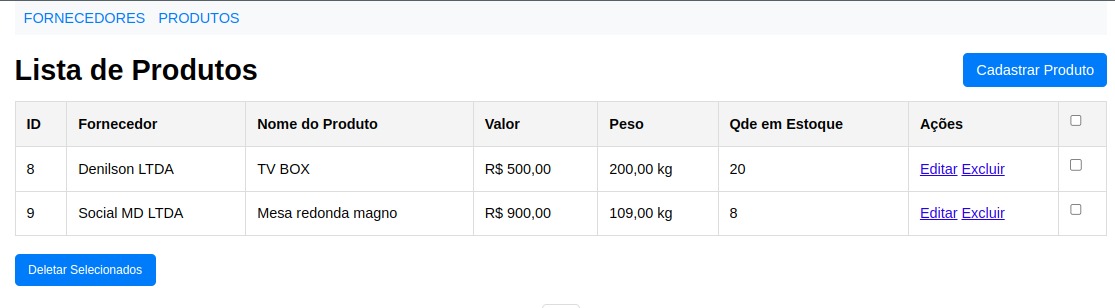 FORNECEDORES PRODUTOS
Lista de Produtos
Cadastrar Produto
ID Fornecedor Nome do Produto Valor Peso Qde em Estoque Ações
8 Denilson LTDA TV BOX R$ 500,00 200,00 kg 20 Editar Excluir
9 Social MD LTDA Mesa redonda magno R$ 900,00 109,00 kg 8 Editar Excluir
Deletar Selecionados